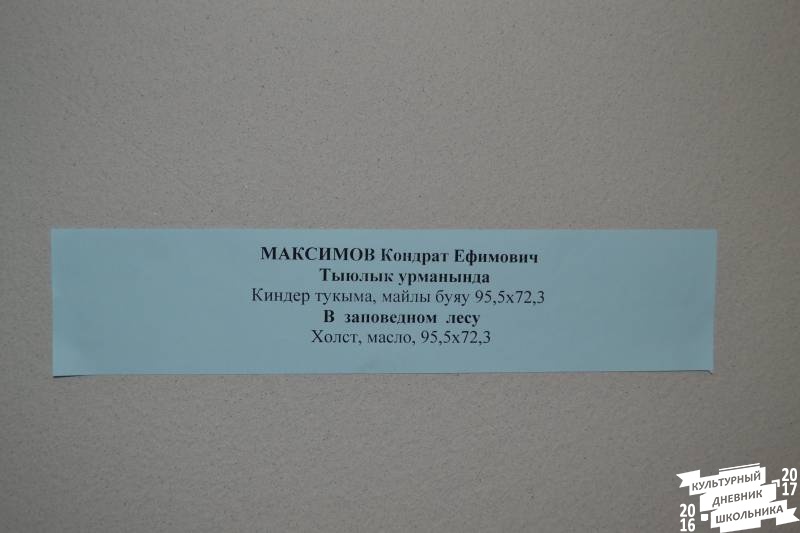 МАКСИМОВ Кондрат Ефимович
Тыюлык урманында
Киндер тукыма, майлы буяу 95,5х72,3
В заповедном лесу
Холст, масло, 95,5х72,3
КУЛЬТУРНЫЙ
ДНЕВНИК
ШКОЛЬНИКА
2016
2017